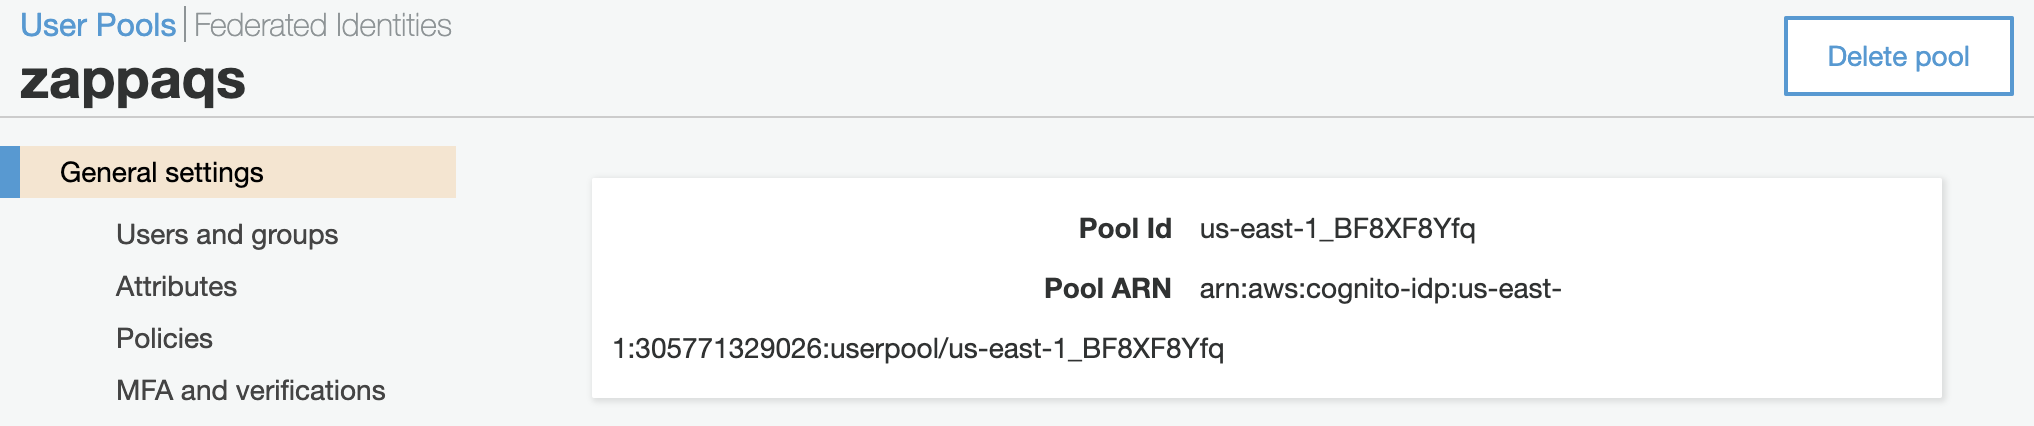 User Pools | Federated Identities
zappaqs
Delete pool
General settings
Users and groups
Attributes
Policies
MFA and verifications
Pool Id us-east-1_BF8XF8Yfq
Pool ARN arn:aws:cognito-idp:us-east-
1:305771329026:userpool/us-east-1_BF8XF8Yfq